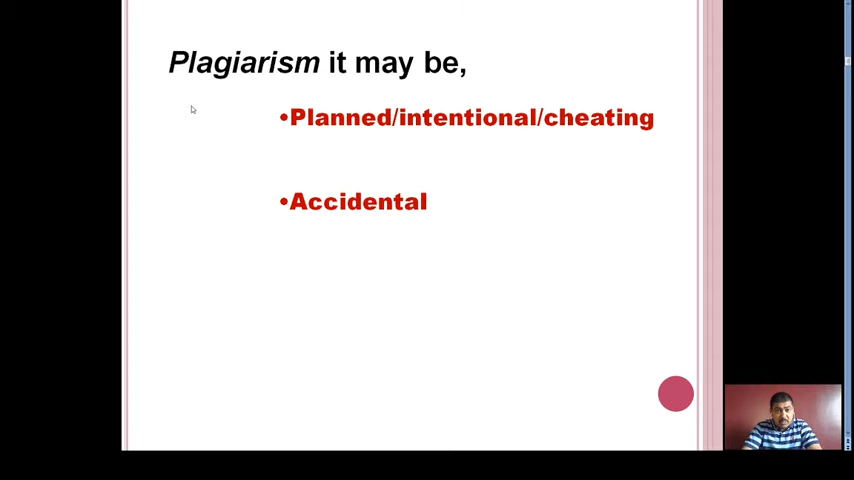 Plagiarism it may be,
•Planned/intentional/cheating
•Accidental